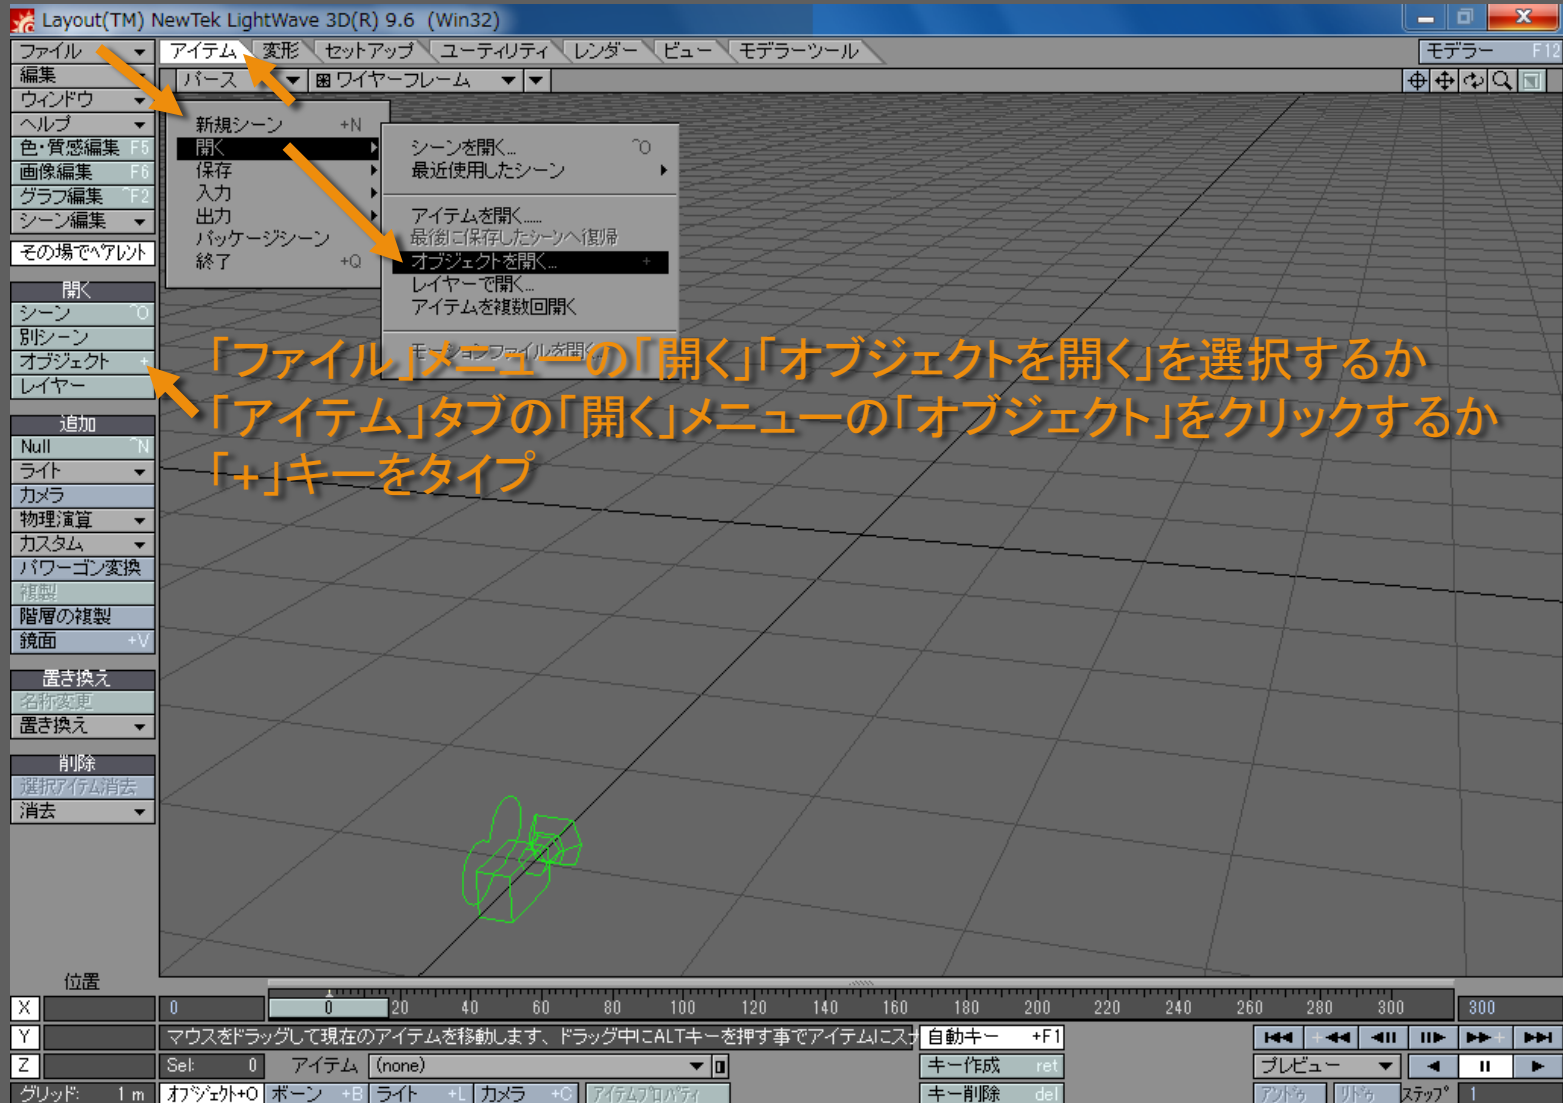 Layout(TM) NewTek LightWave 3D(R) 9.6 (Win32)
ファイル
アイテム 変形 セットアップ ユーティリティ レンダー ビュー モデラーツール
モデラー F12
編集
パース ワイヤーフレーム
ウィンドウ
ヘルプ
色・質感編集 F5
画像編集 F6
グラフ編集 ^F2
シーン編集
その場でペアレント
新規シーン +N
開く
保存
入力
出力
パッケージシーン
終了 +Q
シーンを開く... ^O
最近使用したシーン
アイテムを開く.....
最後に保存したシーンへ復帰
オブジェクトを開く... +
レイヤーで開く...
アイテムを複数回開く
モーションファイルを開く
開く
シーン ^O
別シーン
オブジェクト +
レイヤー
「ファイル」メニューの「開く」「オブジェクトを開く」を選択するか
「アイテム」タブの「開く」メニューの「オブジェクト」をクリックするか
「+」キーをタイプ
追加
Null ^N
ライト
カメラ
物理演算
カスタム
パワーゴン変換
複製
階層の複製
鏡面 +V
置き換え
名称変更
置き換え
削除
選択アイテム消去
消去
位置
X
0 0 20 40 60 80 100 120 140 160 180 200 220 240 260 280 300 300
Y
マウスをドラッグして現在のアイテムを移動します、ドラッグ中にALTキーを押す事でアイテムにスナ
自動キー +F1
Z
Sel: 0 アイテム (none)
キー作成 ret
プレビュー
グリッド: 1 m オブジェクト+O ボーン +B ライト +L カメラ +C アイテムプロパティ
キー削除 del
アンドゥ リドゥ ステップ 1